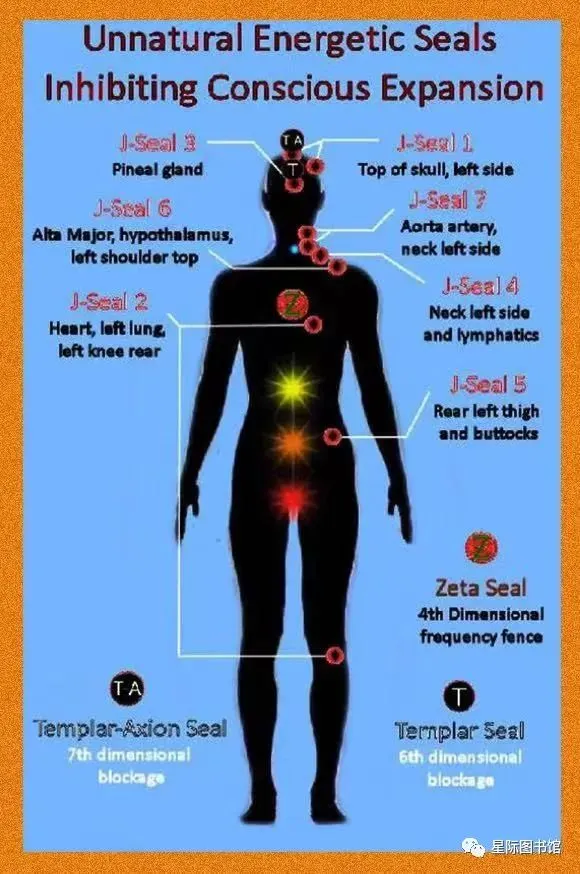 Unnatural Energetic Seals
Inhibiting Conscious Expansion
J-Seal 3
Pineal gland
J-Seal 1
Top of skull, left side
T A
T
J-Seal 6
Alta Major, hypothalamus,
left shoulder top
J-Seal 7
Aorta artery,
neck left side
J-Seal 4
Neck left side
and lymphatics
J-Seal 2
Heart, left lung,
left knee rear
Z
J-Seal 5
Rear left thigh
and buttocks
Z
Zeta Seal
4th Dimensional
frequency fence
T-A
Templar-Axion Seal
7th dimensional
blockage
T
Templar Seal
6th dimensional
blockage
星际图书馆